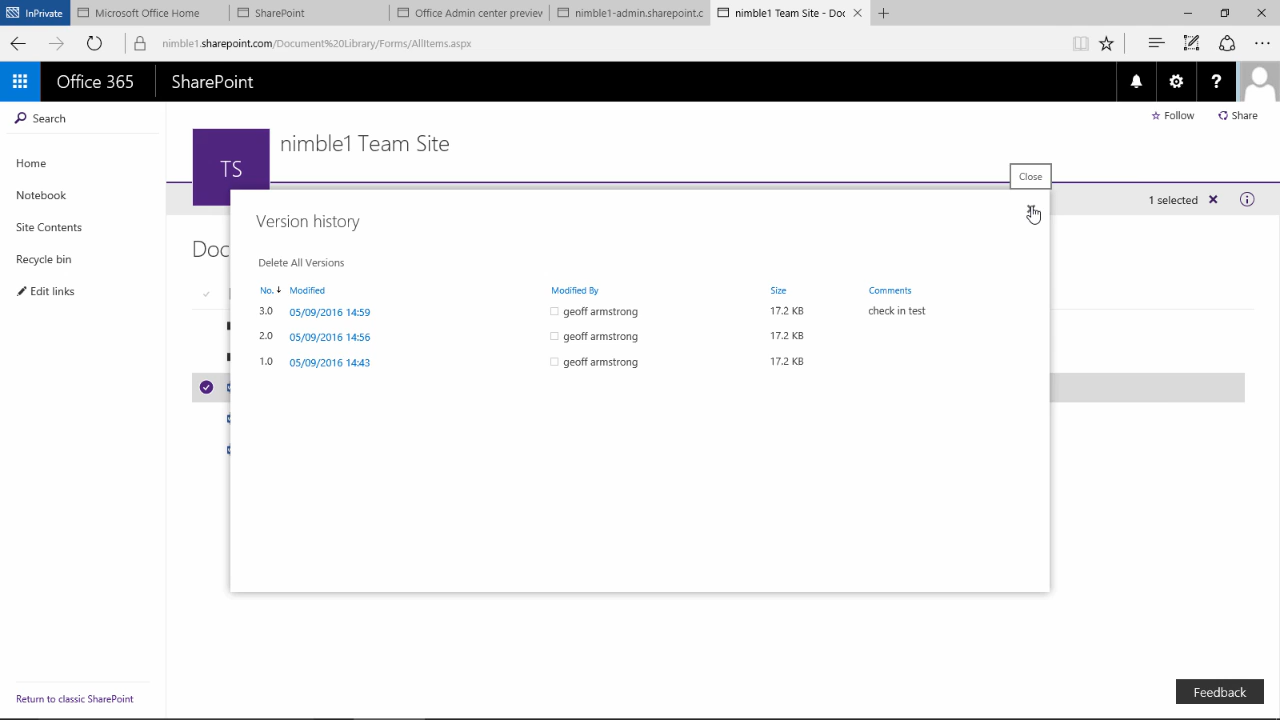 InPrivate
Microsoft Office Home
SharePoint
Office Admin center previev
nimble1-admin.sharepoint.c
nimble1 Team Site - Doc
nimble1.sharepoint.com/Document%20Library/Forms/AllItems.aspx
Office 365
SharePoint
?
Search
Follow
Share
TS
nimble1 Team Site
Home
Close
Notebook
1 selected
Version history
Site Contents
Doc
Recycle bin
Delete All Versions
Edit links
No. Modified Modified By Size Comments
3.0 05/09/2016 14:59 geoff armstrong 17.2 KB check in test
2.0 05/09/2016 14:56 geoff armstrong 17.2 KB
1.0 05/09/2016 14:43 geoff armstrong 17.2 KB
Return to classic SharePoint
Feedback